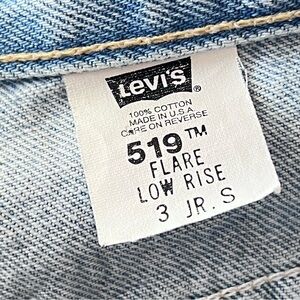 LEVI'S ®
100% COTTON
MADE IN U.S.A.
CARE ON REVERSE
519™
FLARE
LOW RISE
3 JR. S